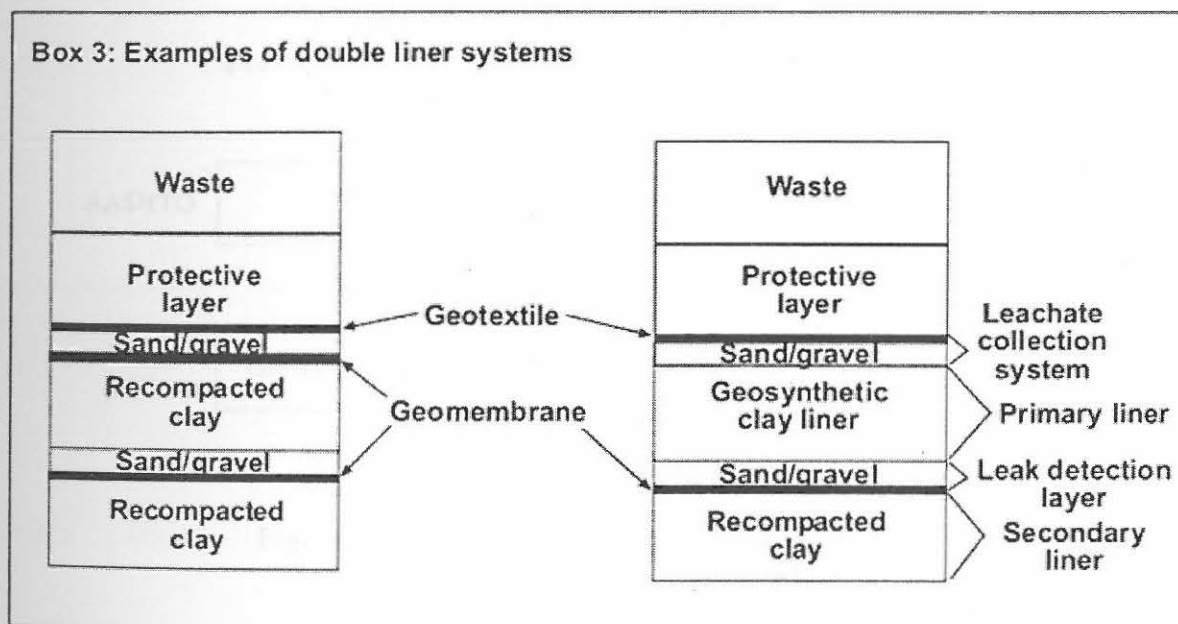 Box 3: Examples of double liner systems
Waste
Protective
layer
Sand/gravel
Recompacted
clay
Sand/gravel
Recompacted
clay
Geotextile
Geomembrane
Waste
Protective
layer
Sand/gravel
Geosynthetic
clay liner
Sand/gravel
Recompacted
clay
Leachate
collection
system
Primary liner
Leak detection
layer
Secondary
liner